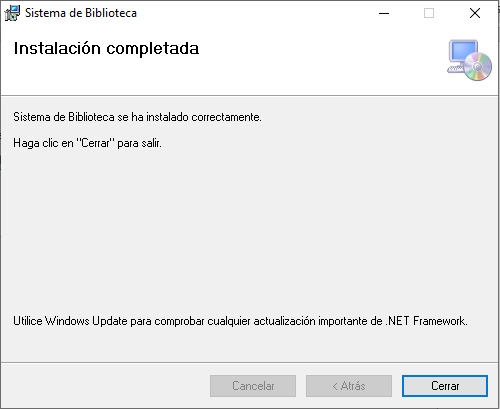 Sistema de Biblioteca
Instalación completada
Sistema de Biblioteca se ha instalado correctamente.
Haga clic en "Cerrar" para salir.
Utilice Windows Update para comprobar cualquier actualización importante de .NET Framework.
Cancelar
< Atrás
Cerrar